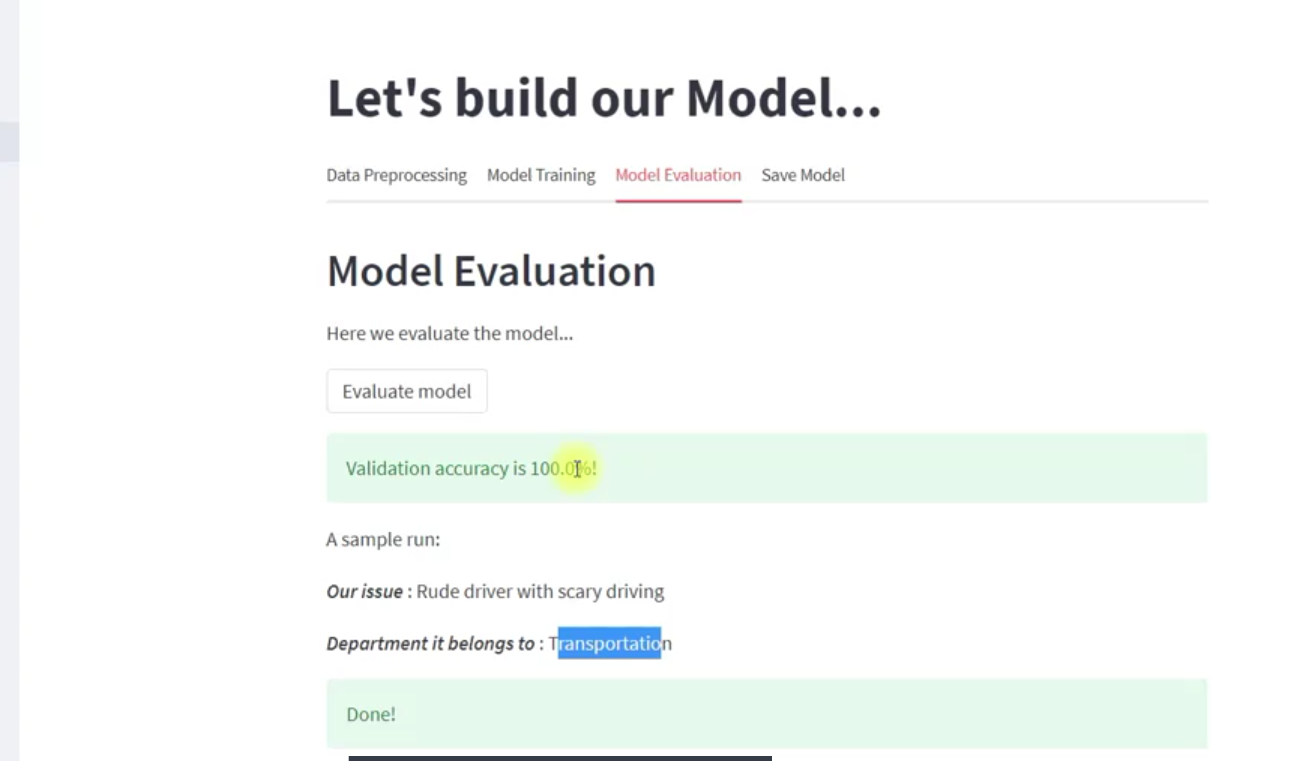 Let's build our Model...
Data Preprocessing Model Training Model Evaluation Save Model
Model Evaluation
Here we evaluate the model...
Evaluate model
Validation accuracy is 100.0%!
A sample run:
Our issue : Rude driver with scary driving
Department it belongs to : Transportation
Done!